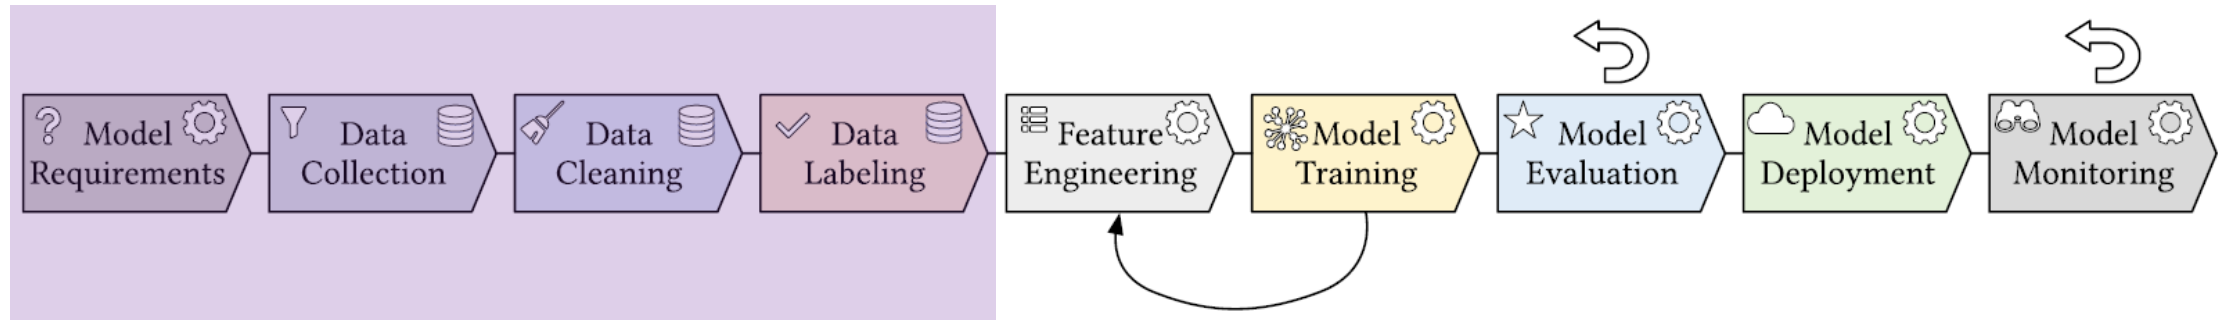 Model
Requirements
Data
Collection
Data
Cleaning
Data
Labeling
Feature
Engineering
Model
Training
Model
Evaluation
Model
Deployment
Model
Monitoring